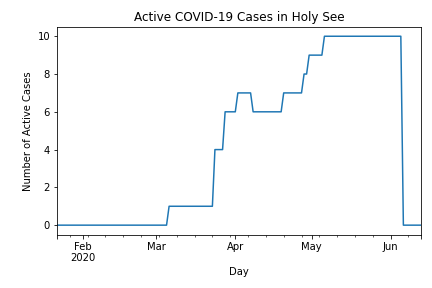 Active COVID-19 Cases in Holy See
Number of Active Cases
10
8
6
4
2
0
Feb Mar Apr May Jun
2020
Day